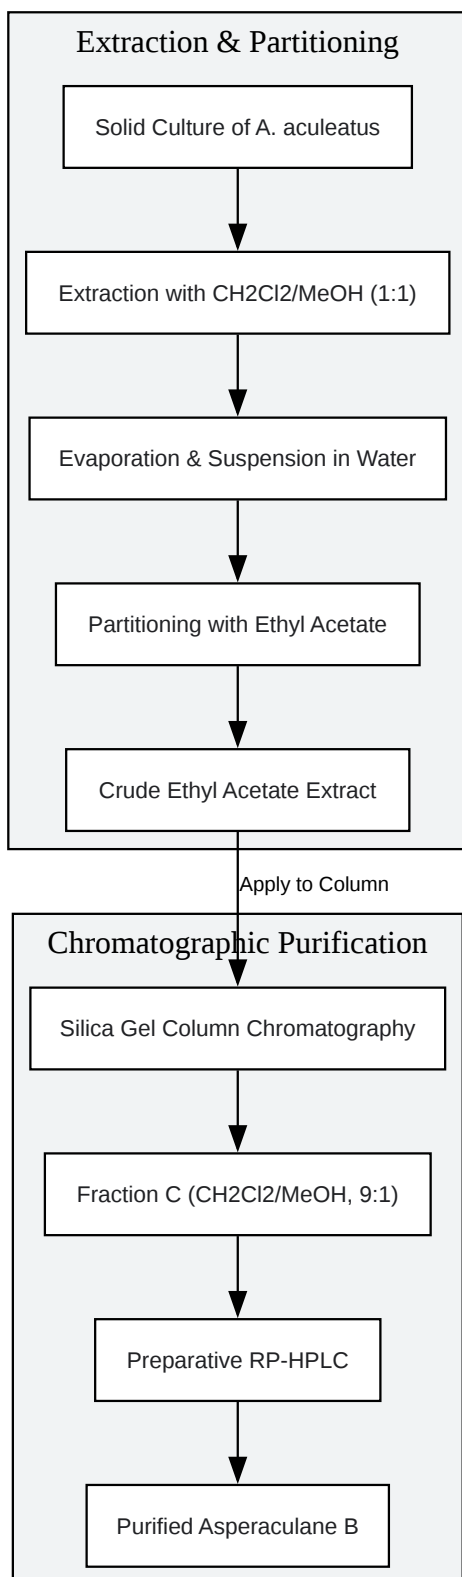 Extraction & Partitioning
Solid Culture of A. aculeatus
Extraction with CH2Cl2/MeOH (1:1)
Evaporation & Suspension in Water
Partitioning with Ethyl Acetate
Crude Ethyl Acetate Extract
Apply to Column
Chromatographic Purification
Silica Gel Column Chromatography
Fraction C (CH2Cl2/MeOH, 9:1)
Preparative RP-HPLC
Purified Asperaculane B